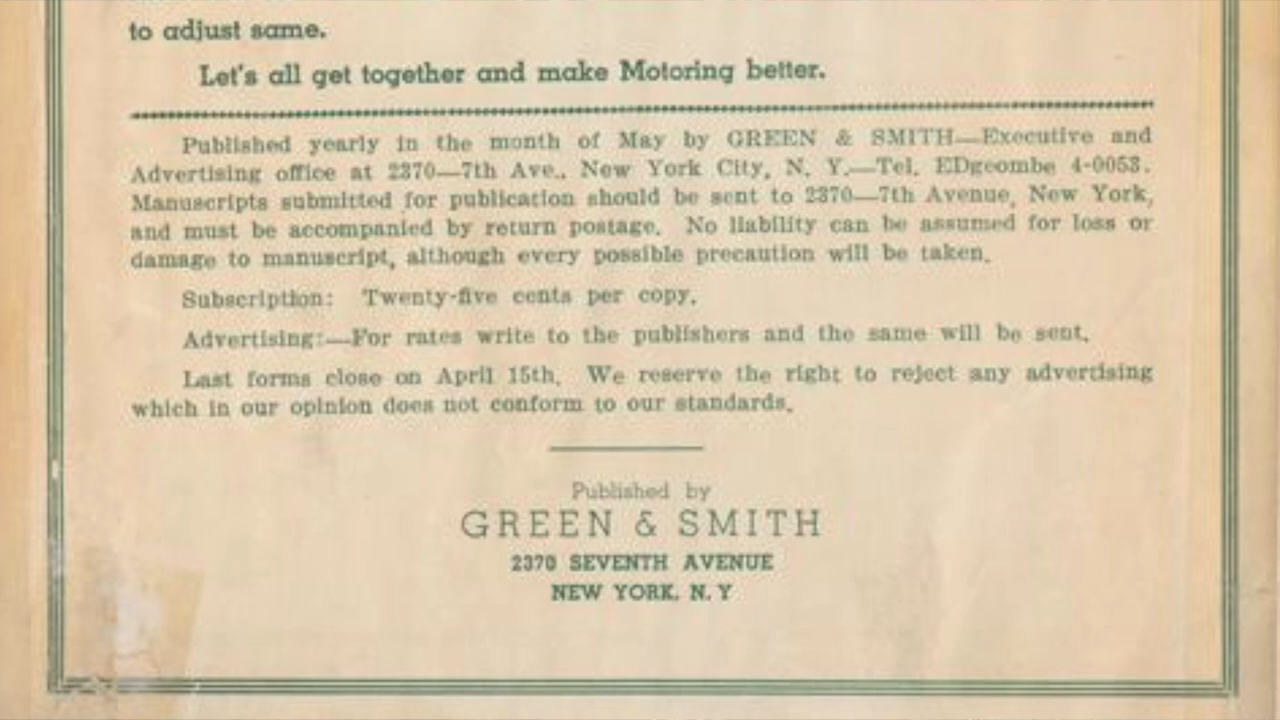 to adjust same.
Let's all get together and make Motoring better.
Published yearly in the month of May by GREEN & SMITH—Executive and
Advertising office at 2370—7th Ave., New York City, N. Y.—Tel. EDgecombe 4-0053.
Manuscripts submitted for publication should be sent to 2370—7th Avenue, New York,
and must be accompanied by return postage. No liability can be assumed for loss or
damage to manuscript, although every possible precaution will be taken.
Subscription: Twenty-five cents per copy.
Advertising:—For rates write to the publishers and the same will be sent.
Last forms close on April 15th. We reserve the right to reject any advertising
which in our opinion does not conform to our standards.
Published by
GREEN & SMITH
2370 SEVENTH AVENUE
NEW YORK, N. Y